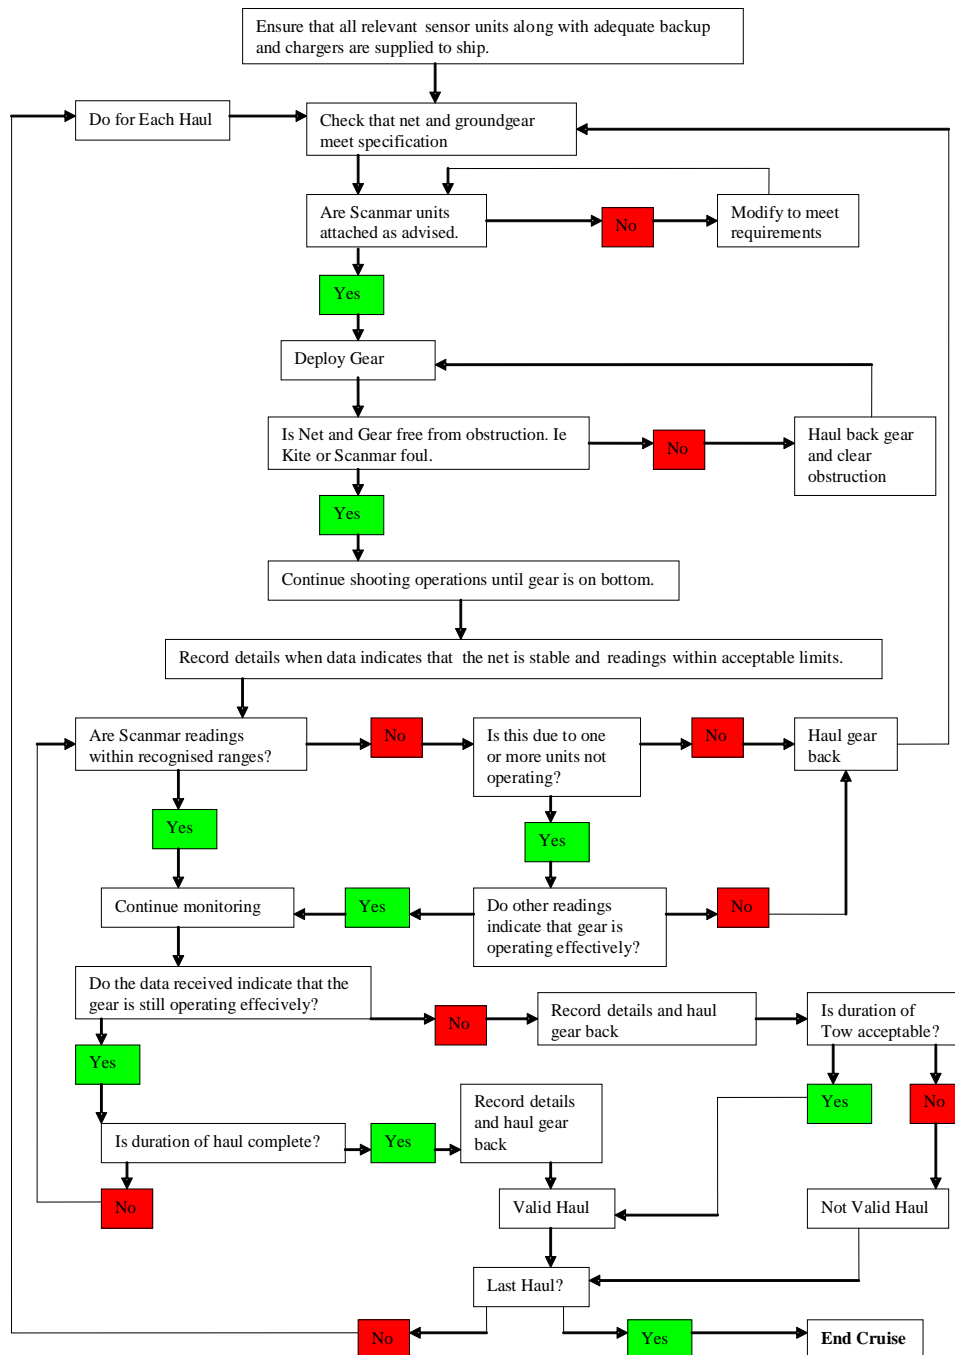 Ensure that all relevant sensor units along with adequate backup
and chargers are supplied to ship.
Do for Each Haul
Check that net and groundgear
meet specification
Are Scanmar units
attached as advised.
No
Modify to meet
requirements
Yes
Deploy Gear
Is Net and Gear free from obstruction. Ie
Kite or Scanmar foul.
No
Haul back gear
and clear
obstruction
Yes
Continue shooting operations until gear is on bottom.
Record details when data indicates that the net is stable and readings within acceptable limits.
Are Scanmar readings
within recognised ranges?
No
Is this due to one
or more units not
operating?
No
Haul gear
back
Yes
Yes
Continue monitoring
Yes
Do other readings
indicate that gear is
operating effectively?
No
Do the data received indicate that the
gear is still operating effecively?
No
Record details and haul
gear back
Is duration of
Tow acceptable?
Yes
Yes
No
Is duration of haul complete?
Yes
Record details
and haul gear
back
No
Valid Haul
Not Valid Haul
Last Haul?
No
Yes
End Cruise